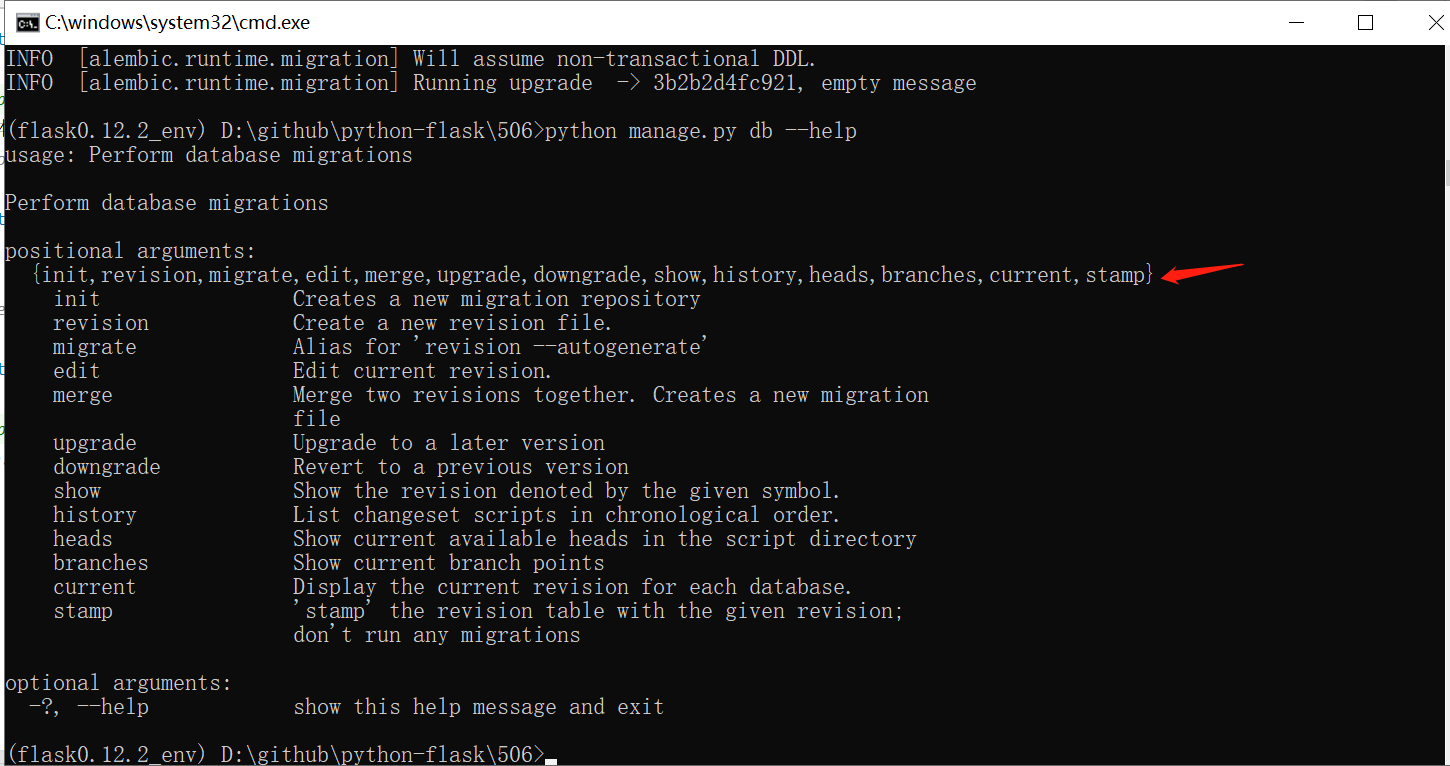 C:\windows\system32\cmd.exe
INFO  [alembic.runtime.migration] Will assume non-transactional DDL.
INFO  [alembic.runtime.migration] Running upgrade  -> 3b2b2d4fc921, empty message
(flask0.12.2_env) D:\github\python-flask\506>python manage.py db --help
usage: Perform database migrations
Perform database migrations
positional arguments:
  {init,revision,migrate,edit,merge,upgrade,downgrade,show,history,heads,branches,current,stamp}
    init                Creates a new migration repository
    revision            Create a new revision file.
    migrate             Alias for 'revision --autogenerate'
    edit                Edit current revision.
    merge               Merge two revisions together. Creates a new migration
                        file
    upgrade             Upgrade to a later version
    downgrade           Revert to a previous version
    show                Show the revision denoted by the given symbol.
    history             List changeset scripts in chronological order.
    heads               Show current available heads in the script directory
    branches            Show current branch points
    current             Display the current revision for each database.
    stamp               'stamp' the revision table with the given revision;
                        don't run any migrations
optional arguments:
  -?, --help            show this help message and exit
(flask0.12.2_env) D:\github\python-flask\506>